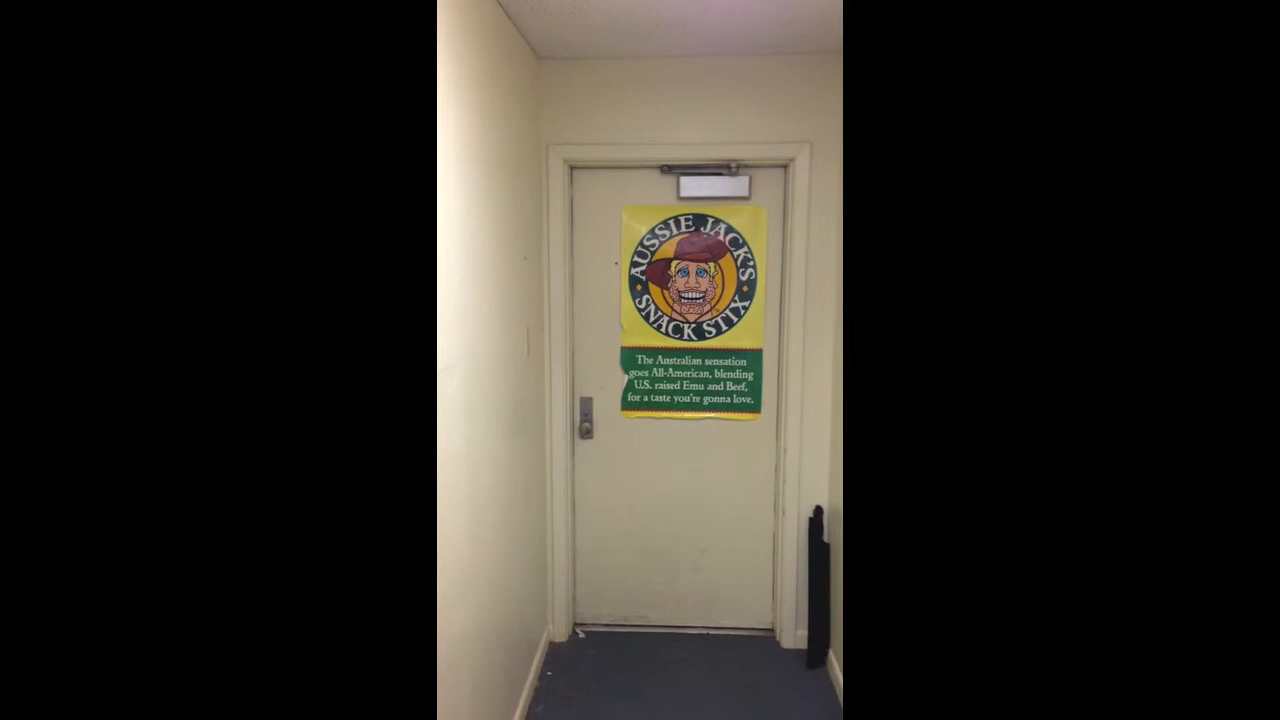 AUSSIE JACK'S
SNACK STIX
The Australian sensation
goes All-American, blending
U.S. raised Emu and Beef,
for a taste you're gonna love.